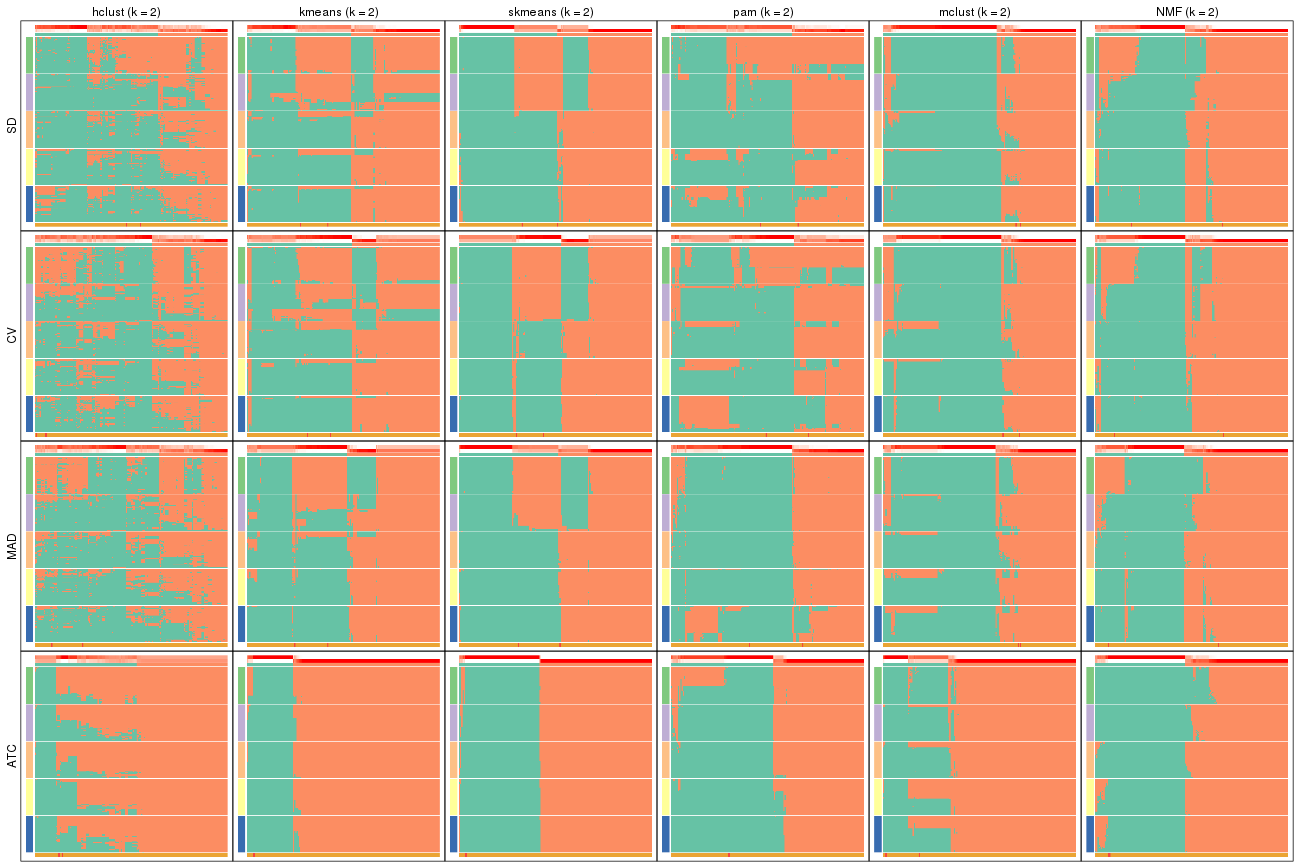 hclust (k = 2) kmeans (k = 2) skmeans (k = 2) pam (k = 2) mclust (k = 2) NMF (k = 2)
SD
CV
MAD
ATC